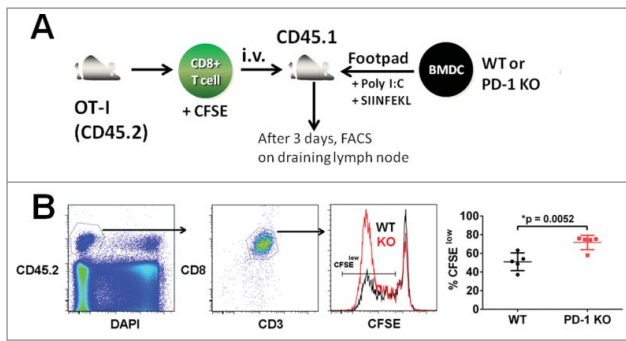 A
OT-I
(CD45.2)
CD8+
T cell
+ CFSE
i.v.
CD45.1
Footpad
+ Poly I:C
+ SIINFEKL
BMDC
WT or
PD-1 KO
After 3 days, FACS
on draining lymph node
B
CD45.2
DAPI
CD8
CD3
WT
KO
CFSE low
CFSE
% CFSE low
80
60
40
20
0
*p = 0.0052
WT
PD-1 KO